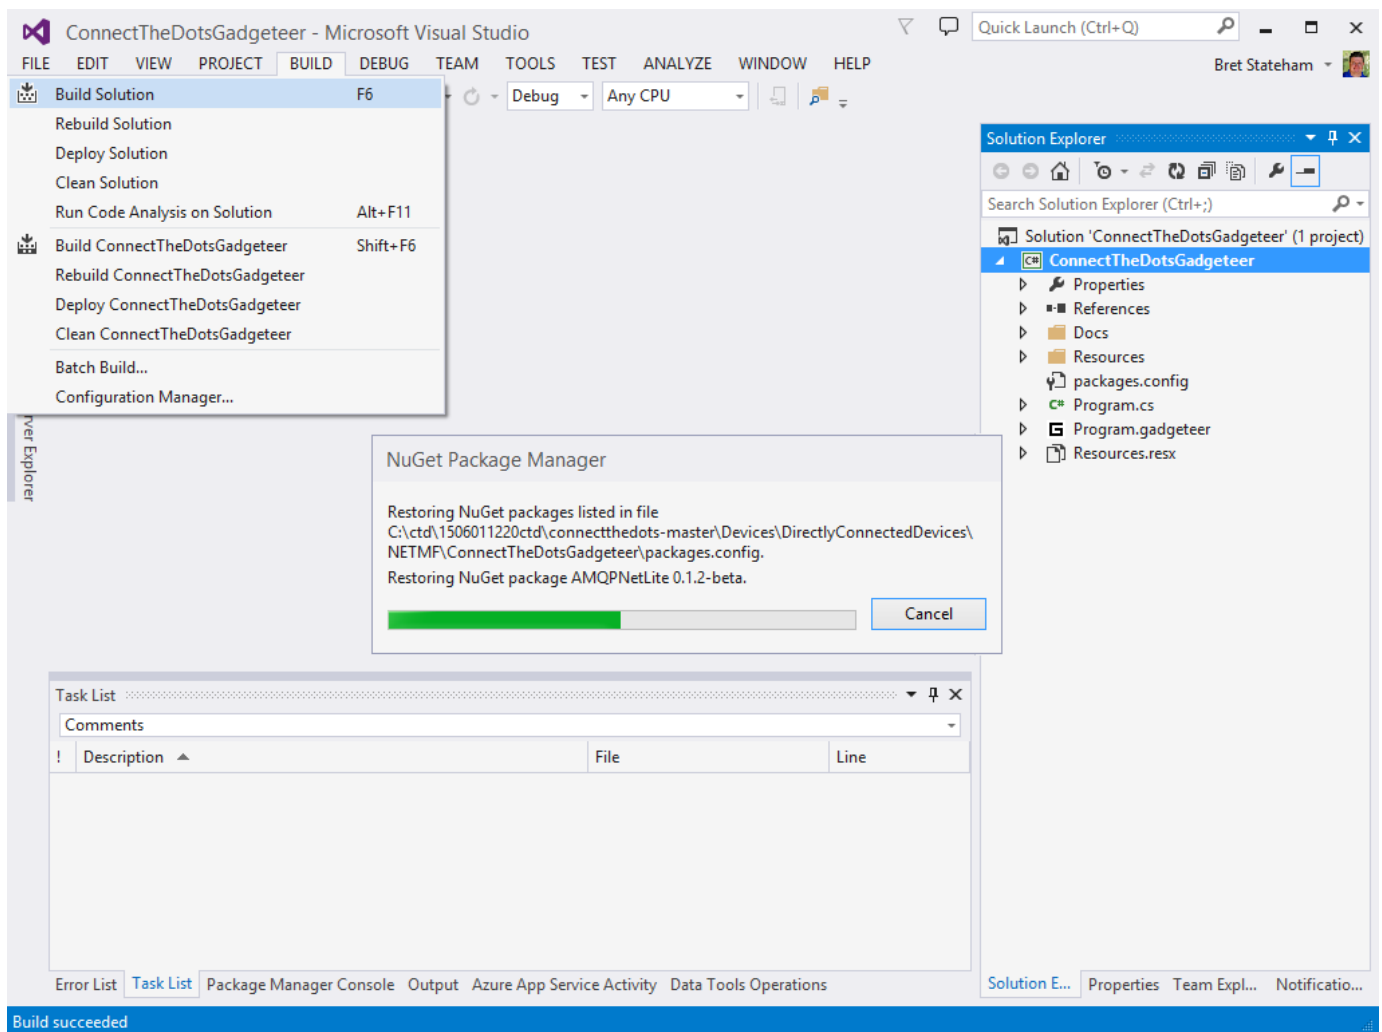 ConnectTheDotsGadgeteer - Microsoft Visual Studio
Quick Launch (Ctrl+Q)
FILE EDIT VIEW PROJECT BUILD DEBUG TEAM TOOLS TEST ANALYZE WINDOW HELP
Bret Stateham
Build Solution F6
Debug Any CPU
Rebuild Solution
Deploy Solution
Clean Solution
Run Code Analysis on Solution Alt+F11
Build ConnectTheDotsGadgeteer Shift+F6
Rebuild ConnectTheDotsGadgeteer
Deploy ConnectTheDotsGadgeteer
Clean ConnectTheDotsGadgeteer
Batch Build...
Configuration Manager...
Explorer
Solution Explorer
Search Solution Explorer (Ctrl+;)
Solution 'ConnectTheDotsGadgeteer' (1 project)
C# ConnectTheDotsGadgeteer
Properties
References
Docs
Resources
packages.config
C# Program.cs
G Program.gadgeteer
Resources.resx
NuGet Package Manager
Restoring NuGet packages listed in file
C:\ctd\1506011220ctd\connectthedots-master\Devices\DirectlyConnectedDevices\
NETMF\ConnectTheDotsGadgeteer\packages.config.
Restoring NuGet package AMQPNetLite 0.1.2-beta.
Cancel
Task List
Comments
! Description File Line
Error List Task List Package Manager Console Output Azure App Service Activity Data Tools Operations
Solution E... Properties Team Expl... Notificatio...
Build succeeded